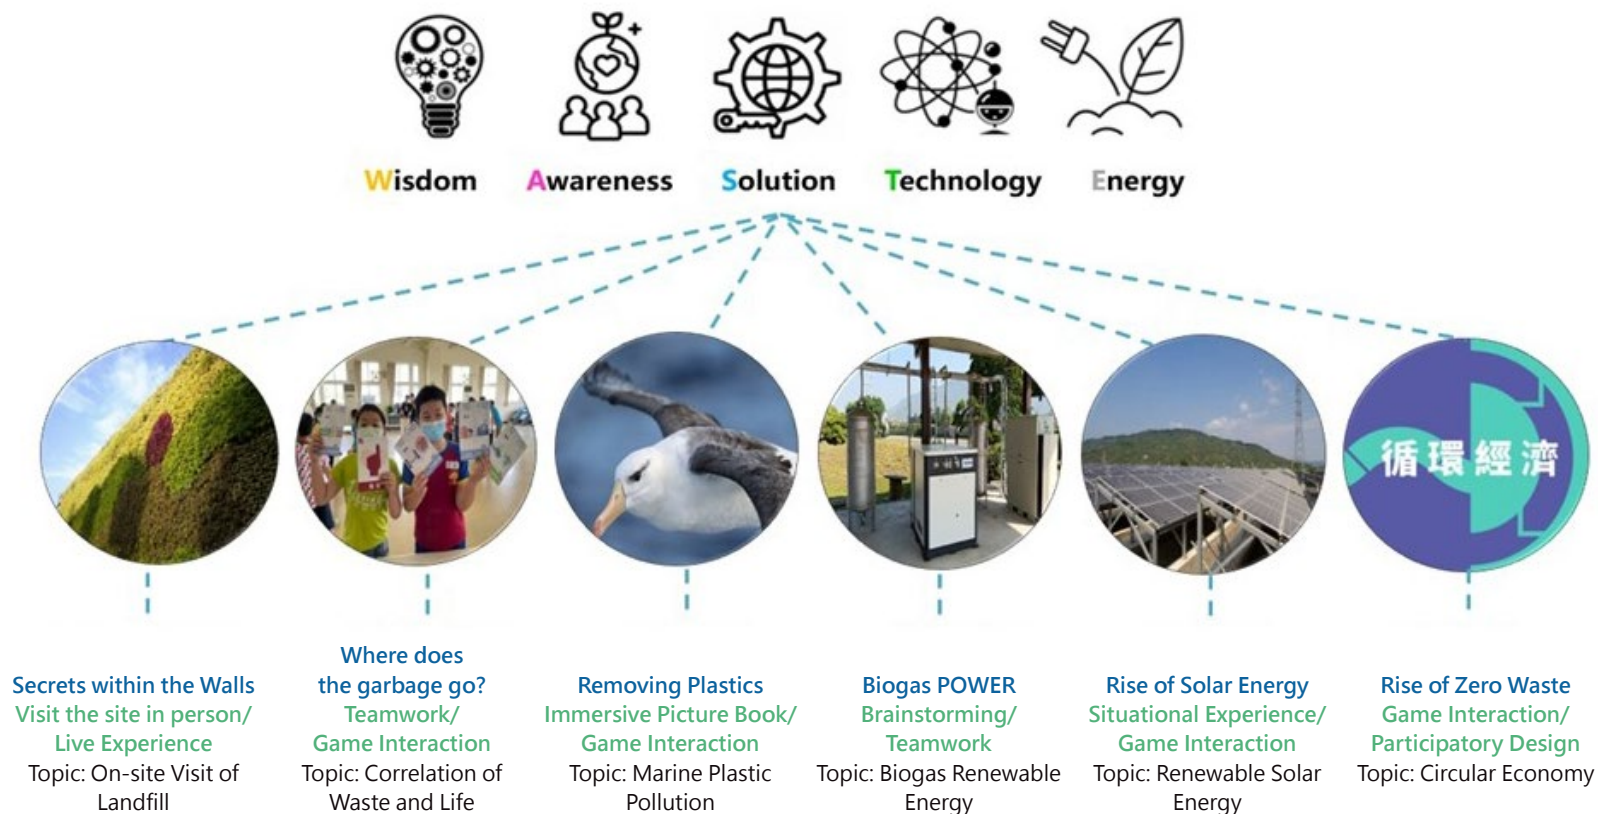 Wisdom
Awareness
Solution
Technology
Energy
循環經濟
Secrets within the Walls
Visit the site in person/
Live Experience
Topic: On-site Visit of
Landfill
Where does
the garbage go?
Teamwork/
Game Interaction
Topic: Correlation of
Waste and Life
Removing Plastics
Immersive Picture Book/
Game Interaction
Topic: Marine Plastic
Pollution
Biogas POWER
Brainstorming/
Teamwork
Topic: Biogas Renewable
Energy
Rise of Solar Energy
Situational Experience/
Game Interaction
Topic: Renewable Solar
Energy
Rise of Zero Waste
Game Interaction/
Participatory Design
Topic: Circular Economy